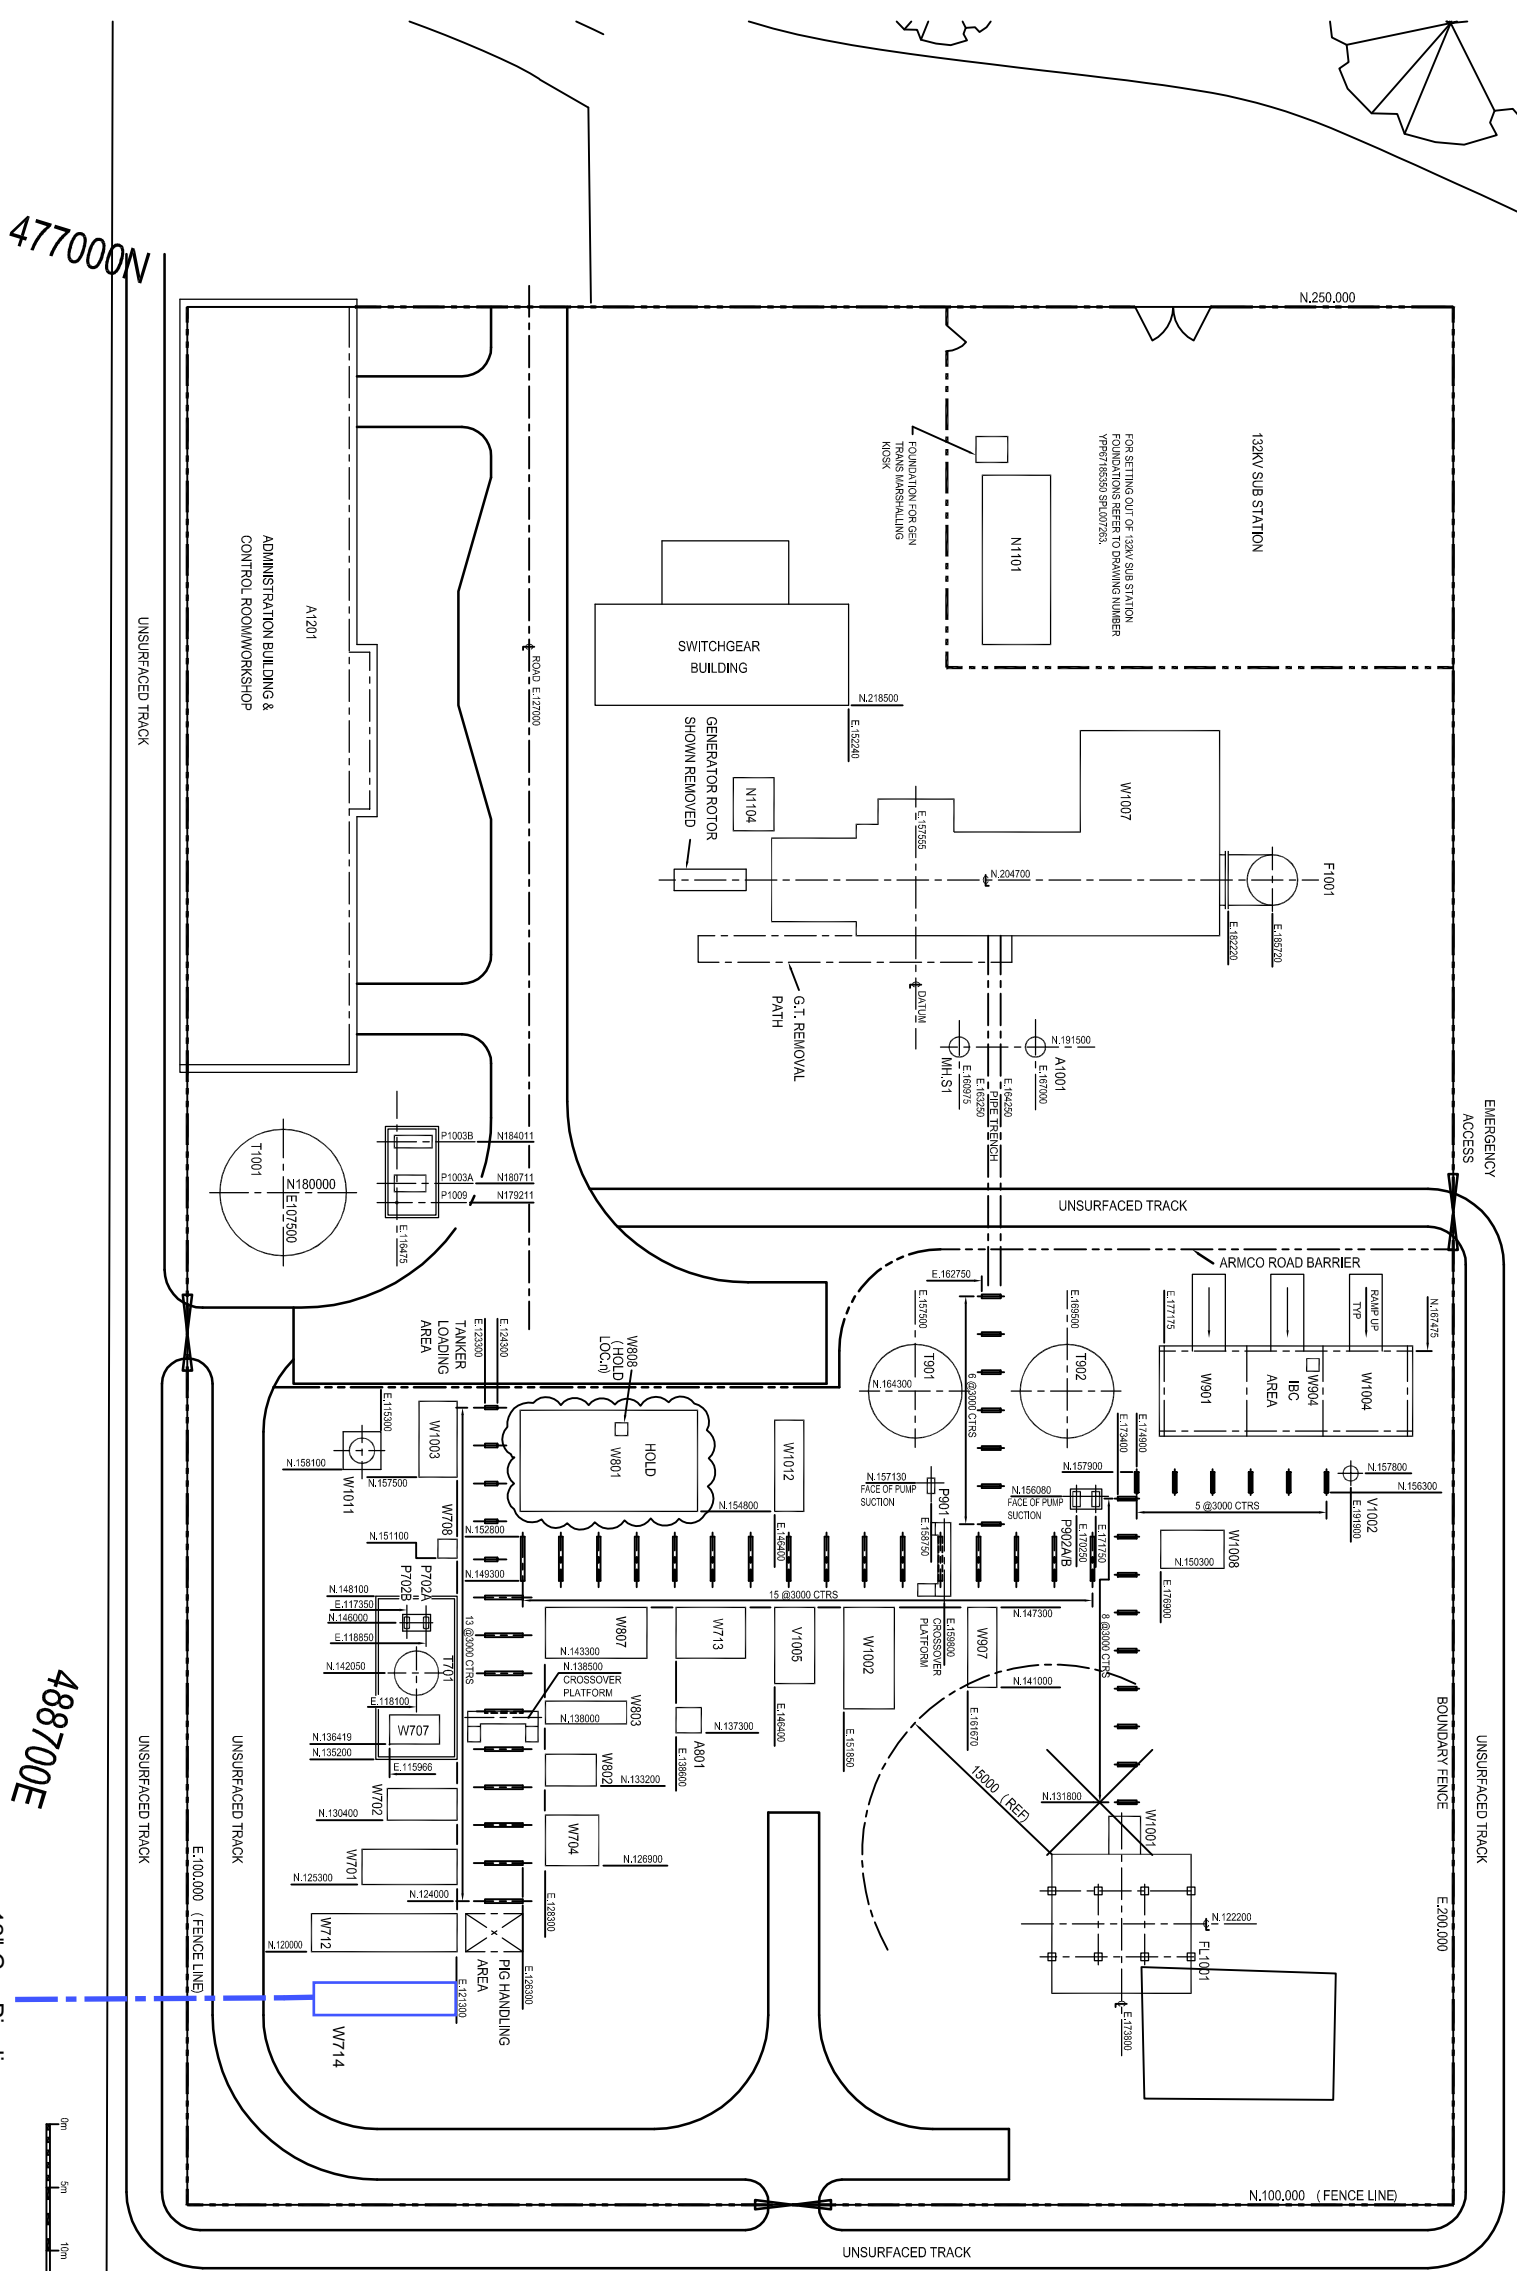 477000N
N.250.000
132KV SUB STATION
FOR SETTING OUT OF 132kV SUB STATION
FOUNDATIONS REFER TO DRAWING NUMBER
YPP67185350 SPL007263.
FOUNDATION FOR GEN
TRANS MARSHALLING
KIOSK
N1101
A1201
ADMINISTRATION BUILDING &
CONTROL ROOM/WORKSHOP
UNSURFACED TRACK
SWITCHGEAR
BUILDING
ROAD E.127000
N.218500
E.152240
GENERATOR ROTOR
SHOWN REMOVED
N1104
W1007
E.157555
N.204700
F1001
E.182220
E.185720
DATUM
G.T. REMOVAL
PATH
N.191500
A1001
E.167000
MH.S1
E.160975
E.163250
E.164250
PIPE TRENCH
EMERGENCY
ACCESS
T1001
N180000
E107500
P1003B
N184011
P1003A
N180711
P1009
N179211
E.116475
UNSURFACED TRACK
ARMCO ROAD BARRIER
E.162750
E.157500
E.169500
E.177175
RAMP UP
TYP
N.167475
TANKER
LOADING
AREA
E.123300
E.124300
W808
(HOLD
LOC.n)
T901
N.164300
6 @3000 CTRS
T902
W901
IBC
AREA
W904
W1004
E.173400
E.174900
E.115300
W1003
N.158100
W1011
N.157500
HOLD
W801
W1012
N.154800
N.157130
FACE OF PUMP
SUCTION
P901
E.158750
N.156080
FACE OF PUMP
SUCTION
P902A/B
E.170250
E.171750
N.157900
N.157800
N.156300
V1002
E.191900
5 @3000 CTRS
W708
N.152800
N.151100
N.149300
E.146400
W1008
N.150300
E.176900
15 @3000 CTRS
N.148100
P702A
P702B
E.117350
N.146000
E.118850
N.142050
T701
E.118100
13 @3000 CTRS
W807
N.143300
W713
V1005
W1002
E.159800
CROSSOVER
PLATFORM
W907
N.147300
8 @3000 CTRS
N.141000
N.138500
CROSSOVER
PLATFORM
W803
N.138000
A801
N.137300
E.138600
E.146400
E.151850
E.161670
W707
N.136419
N.135200
E.115966
W802
N.133200
15000 (REF)
N.131800
W702
N.130400
W1001
W704
N.126900
W701
N.125300
N.124000
E.128300
W712
N.120000
PIG HANDLING
AREA
E.126300
E.121300
W714
N.122200
FL1001
E.173800
488700E
UNSURFACED TRACK
UNSURFACED TRACK
E.100.000 (FENCE LINE)
BOUNDARY FENCE
E.200.000
UNSURFACED TRACK
N.100.000 (FENCE LINE)
UNSURFACED TRACK
0m
5m
10m